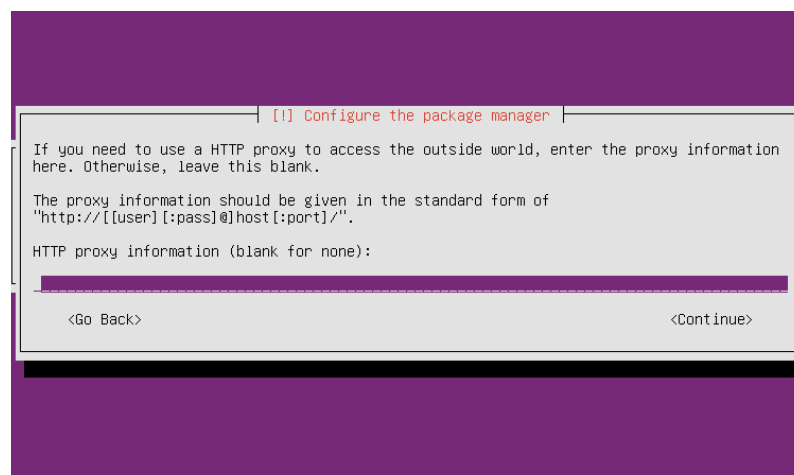 [!] Configure the package manager
If you need to use a HTTP proxy to access the outside world, enter the proxy information
here. Otherwise, leave this blank.
The proxy information should be given in the standard form of
"http://[[user][:pass]@]host[:port]/".
HTTP proxy information (blank for none):
<Go Back> <Continue>